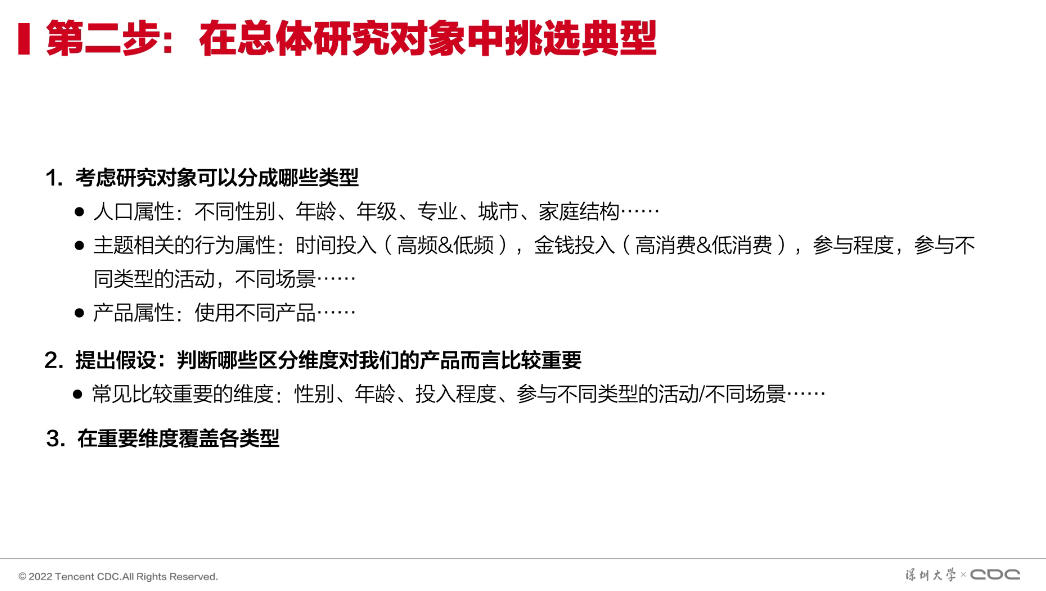 第二步：在总体研究对象中挑选典型
1. 考虑研究对象可以分成哪些类型
● 人口属性：不同性别、年龄、年级、专业、城市、家庭结构……
● 主题相关的行为属性：时间投入（高频&低频），金钱投入（高消费&低消费），参与程度，参与不
同类型的活动，不同场景……
● 产品属性：使用不同产品……
2. 提出假设：判断哪些区分维度对我们的产品而言比较重要
● 常见比较重要的维度：性别、年龄、投入程度、参与不同类型的活动/不同场景……
3. 在重要维度覆盖各类型
© 2022 Tencent CDC.All Rights Reserved.
深圳大学 × CDC